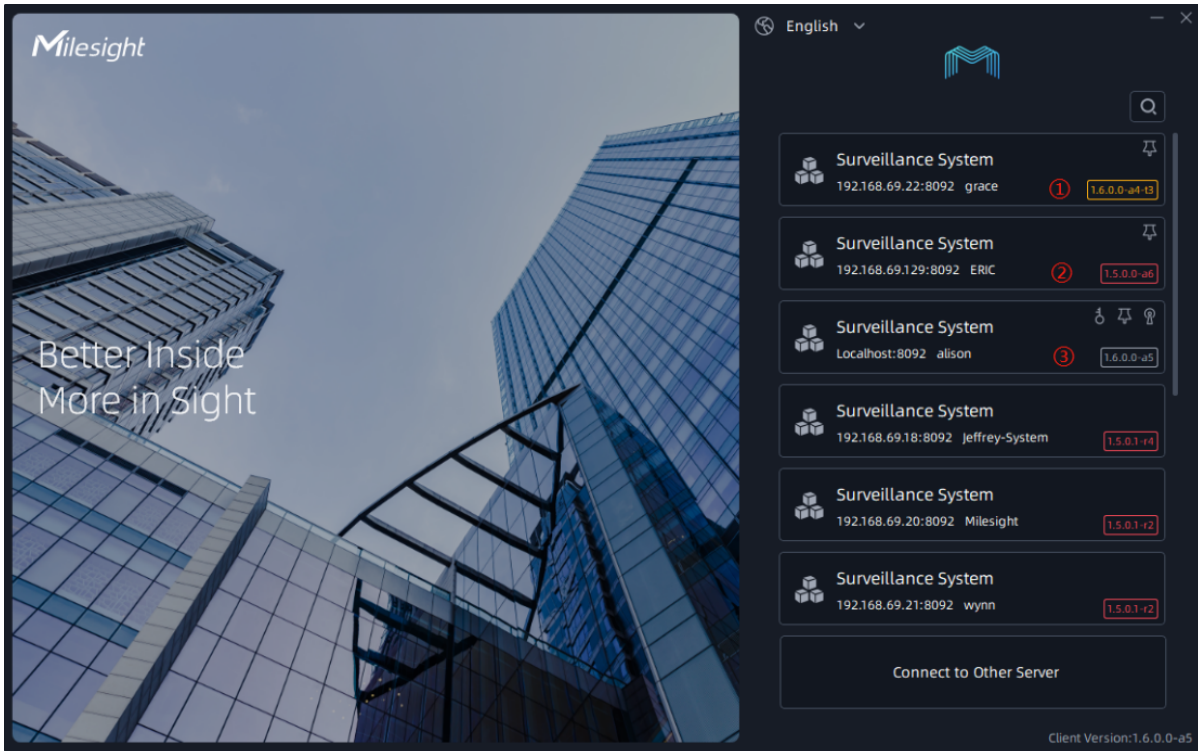 Milesight
Better Inside
More in Sight
English
Surveillance System
192.168.69.22:8092 grace ① 1.6.0.0-a4-t3
Surveillance System
192.168.69.129:8092 ERIC ② 1.5.0.0-a6
Surveillance System
Localhost:8092 alison ③ 1.6.0.0-a5
Surveillance System
192.168.69.18:8092 Jeffrey-System 1.5.0.1-r4
Surveillance System
192.168.69.20:8092 Milesight 1.5.0.1-r2
Surveillance System
192.168.69.21:8092 wynn 1.5.0.1-r2
Connect to Other Server
Client Version:1.6.0.0-a5